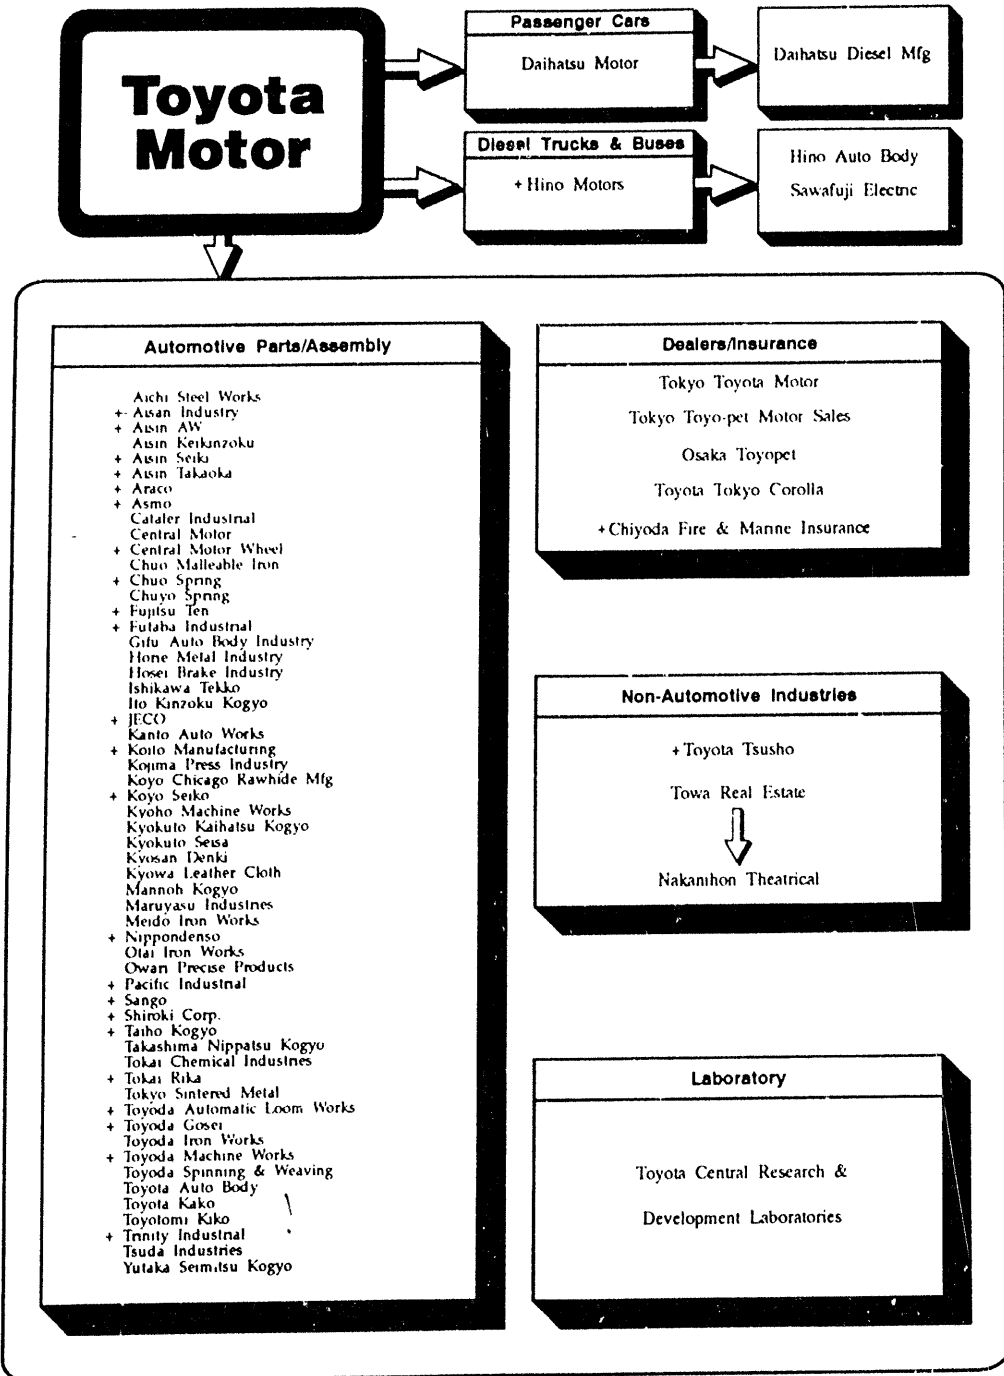 Toyota
Motor
Passenger Cars
Daihatsu Motor
Daihatsu Diesel Mfg
Diesel Trucks & Buses
+ Hino Motors
Hino Auto Body
Sawafuji Electric
Automotive Parts/Assembly
Aichi Steel Works
+ Aisan Industry
+ Aisin AW
Aisin Keikinzoku
+ Aisin Seiki
+ Aisin Takaoka
+ Araco
+ Asmo
Cataler Industrial
Central Motor
+ Central Motor Wheel
Chuo Malleable Iron
+ Chuo Spring
Chuyo Spring
+ Fujitsu Ten
+ Futaba Industrial
Gifu Auto Body Industry
Horie Metal Industry
Hosei Brake Industry
Ishikawa Tekko
Ito Kinzoku Kogyo
+ JECO
Kanto Auto Works
+ Koito Manufacturing
Kojima Press Industry
Koyo Chicago Rawhide Mfg
+ Koyo Seiko
Kyoho Machine Works
Kyokuto Kaihatsu Kogyo
Kyokuto Seisa
Kyosan Denki
Kyowa Leather Cloth
Mannoh Kogyo
Maruyasu Industries
Meido Iron Works
+ Nippondenso
Otai Iron Works
Owari Precise Products
+ Pacific Industrial
+ Sango
+ Shiroki Corp.
+ Taiho Kogyo
Takashima Nippatsu Kogyo
Tokai Chemical Industries
+ Tokai Rika
Tokyo Sintered Metal
+ Toyoda Automatic Loom Works
+ Toyoda Gosei
Toyoda Iron Works
+ Toyoda Machine Works
Toyoda Spinning & Weaving
Toyota Auto Body
Toyota Kako
Toyotomi Kiko
+ Trinity Industrial
Tsuda Industries
Yutaka Seimitsu Kogyo
Dealers/Insurance
Tokyo Toyota Motor
Tokyo Toyo-pet Motor Sales
Osaka Toyopet
Toyota Tokyo Corolla
+ Chiyoda Fire & Marine Insurance
Non-Automotive Industries
+ Toyota Tsusho
Towa Real Estate
Nakanihon Theatrical
Laboratory
Toyota Central Research &
Development Laboratories